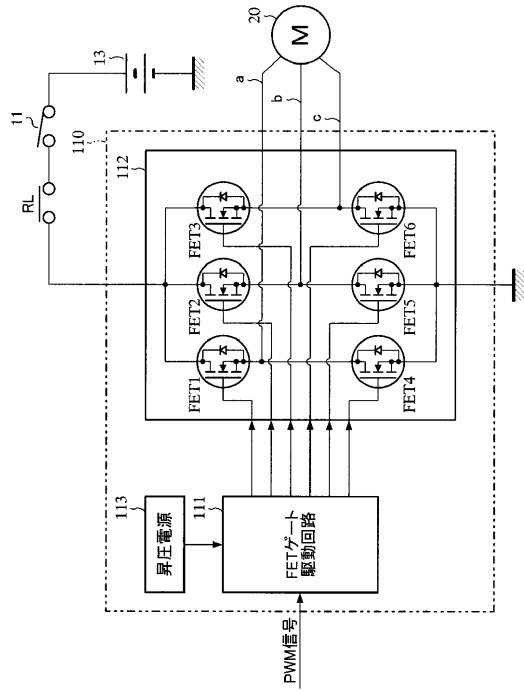 RL
11
13
110
112
20
M
a
b
c
FET1
FET2
FET3
FET4
FET5
FET6
113
昇圧電源
111
FETゲート
駆動回路
PWM信号